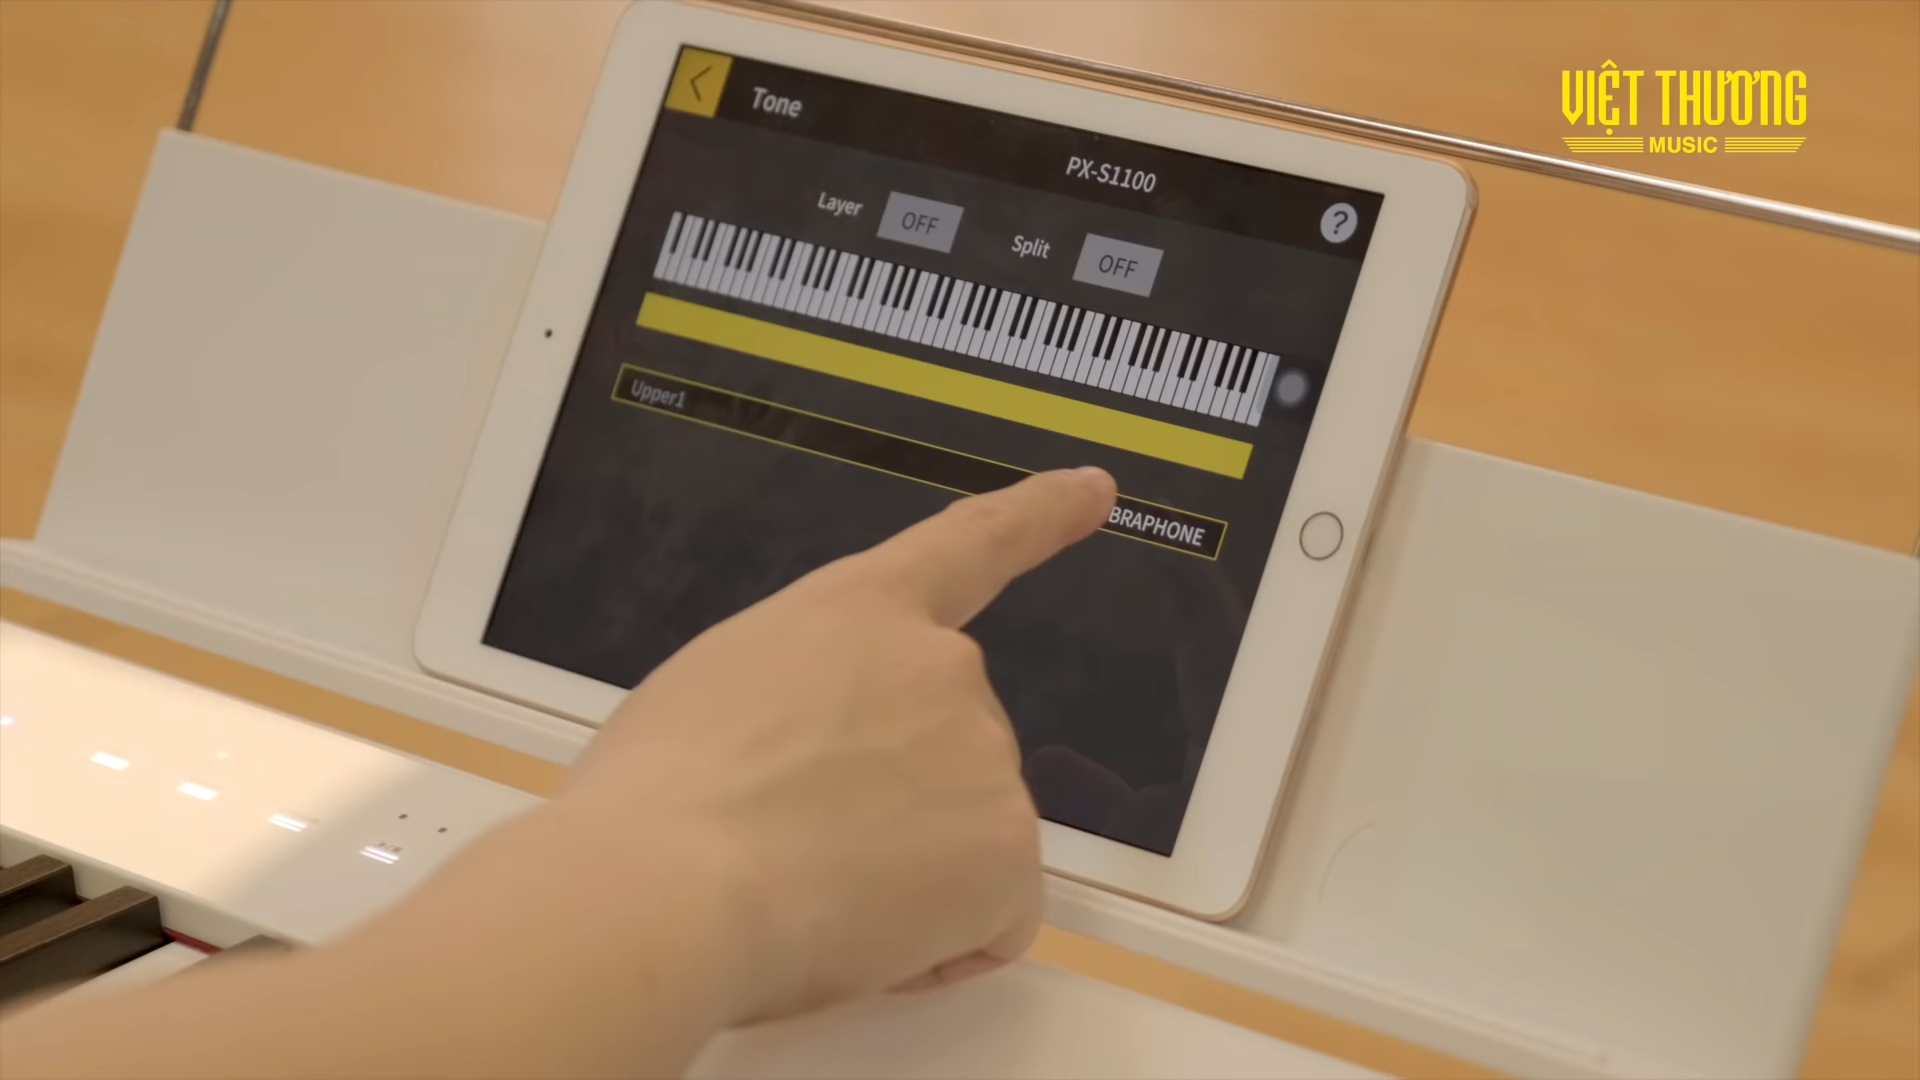 VIỆT THƯƠNG
MUSIC
Tone
PX-S1100
?
Layer
OFF
Split
OFF
Upper1
BRAPHONE